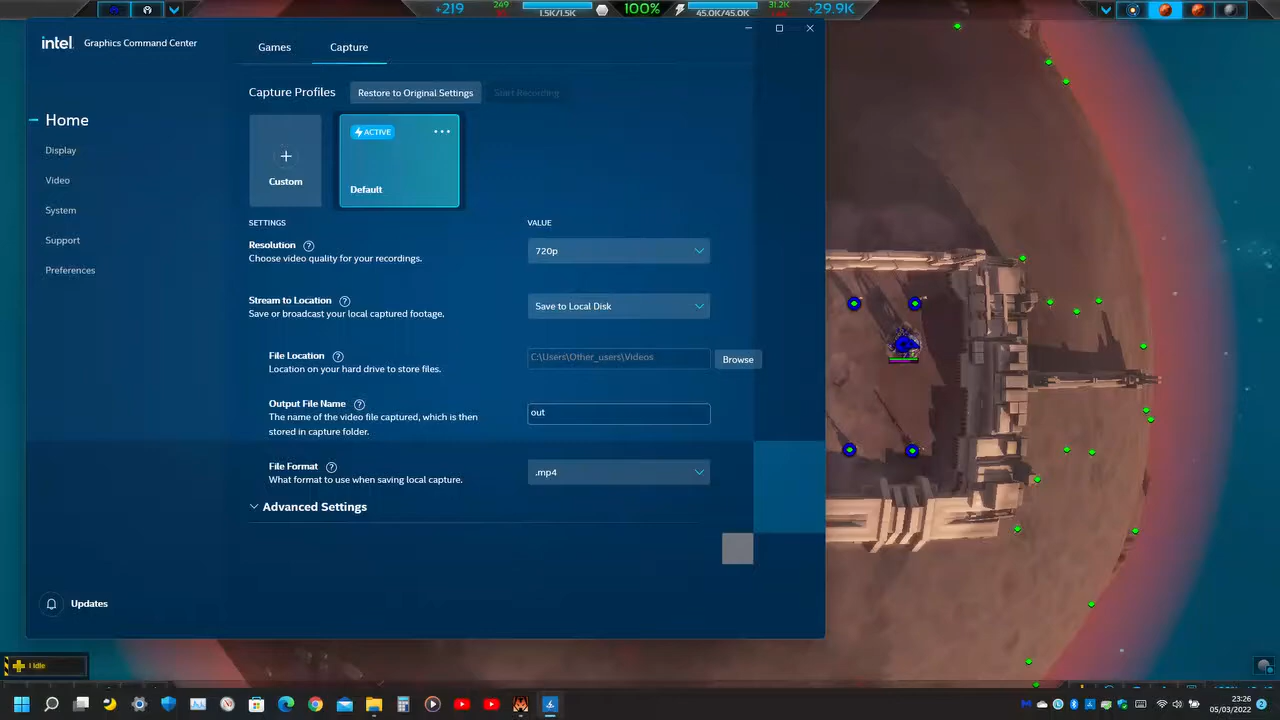 +219
249
1.5K/1.5K
100%
45.0K/45.0K
31.2K
+29.9K
intel.
Graphics Command Center
Games
Capture
Capture Profiles
Restore to Original Settings
Start Recording
Home
Display
Video
System
Support
Preferences
ACTIVE
Custom
Default
SETTINGS
VALUE
Resolution
Choose video quality for your recordings.
720p
Stream to Location
Save or broadcast your local captured footage.
Save to Local Disk
File Location
Location on your hard drive to store files.
C:\Users\Other_users\Videos
Browse
Output File Name
The name of the video file captured, which is then
stored in capture folder.
out
File Format
What format to use when saving local capture.
.mp4
Advanced Settings
Updates
1 Idle
23:26
05/03/2022
2